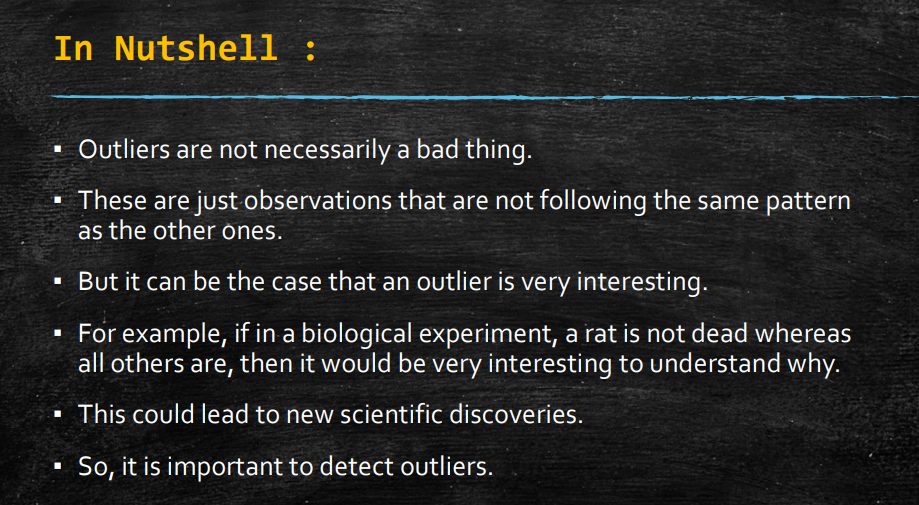 In Nutshell :
▪ Outliers are not necessarily a bad thing.
▪ These are just observations that are not following the same pattern
as the other ones.
▪ But it can be the case that an outlier is very interesting.
▪ For example, if in a biological experiment, a rat is not dead whereas
all others are, then it would be very interesting to understand why.
▪ This could lead to new scientific discoveries.
▪ So, it is important to detect outliers.